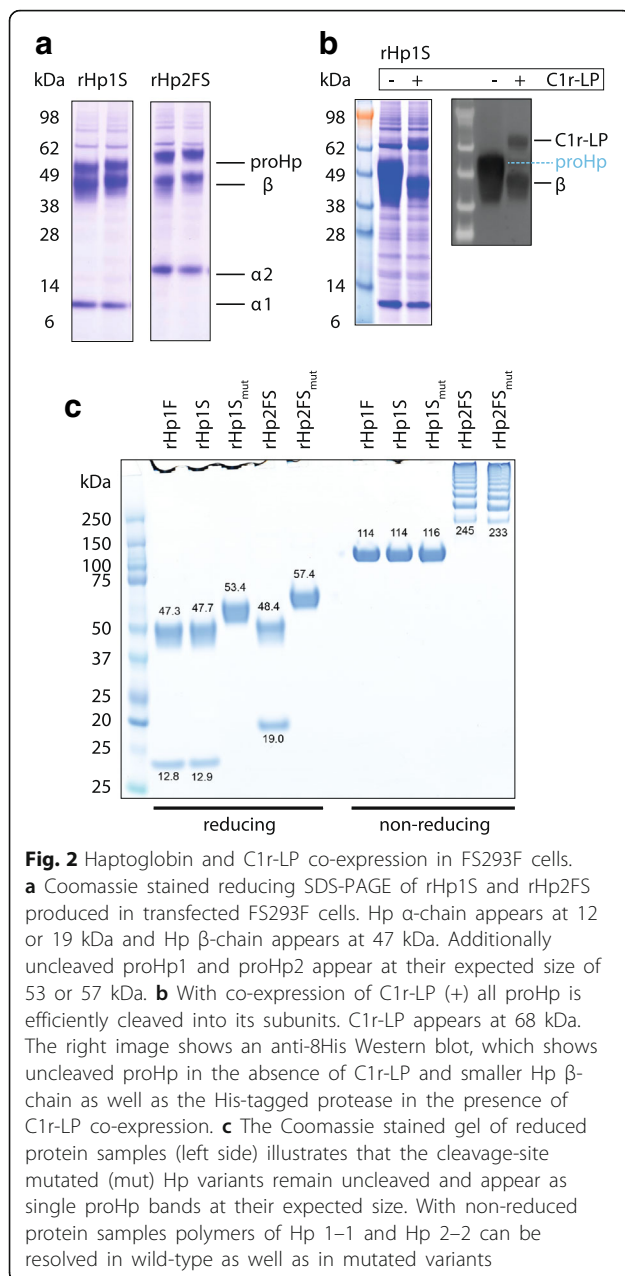 a
kDa rHp1S rHp2FS
98
62
49
38
28
14
6
proHp
β
α2
α1
b
rHp1S
kDa - + - + C1r-LP
98
62
49
38
28
14
6
C1r-LP
proHp
β
c
rHp1F
rHp1S
rHp1Smut
rHp2FS
rHp2FSmut
rHp1F
rHp1S
rHp1Smut
rHp2FS
rHp2FSmut
kDa
250
150
100
75
50
37
25
20
25
25
47.3
47.7
53.4
48.4
57.4
12.8
12.9
19.0
114
114
116
245
233
reducing non-reducing
Fig. 2 Haptoglobin and C1r-LP co-expression in FS293F cells.
a Coomassie stained reducing SDS-PAGE of rHp1S and rHp2FS
produced in transfected FS293F cells. Hp α-chain appears at 12
or 19 kDa and Hp β-chain appears at 47 kDa. Additionally
uncleaved proHp1 and proHp2 appear at their expected size of
53 or 57 kDa. b With co-expression of C1r-LP (+) all proHp is
efficiently cleaved into its subunits. C1r-LP appears at 68 kDa.
The right image shows an anti-8His Western blot, which shows
uncleaved proHp in the absence of C1r-LP and smaller Hp β-
chain as well as the His-tagged protease in the presence of
C1r-LP co-expression. c The Coomassie stained gel of reduced
protein samples (left side) illustrates that the cleavage-site
mutated (mut) Hp variants remain uncleaved and appear as
single proHp bands at their expected size. With non-reduced
protein samples polymers of Hp 1–1 and Hp 2–2 can be
resolved in wild-type as well as in mutated variants